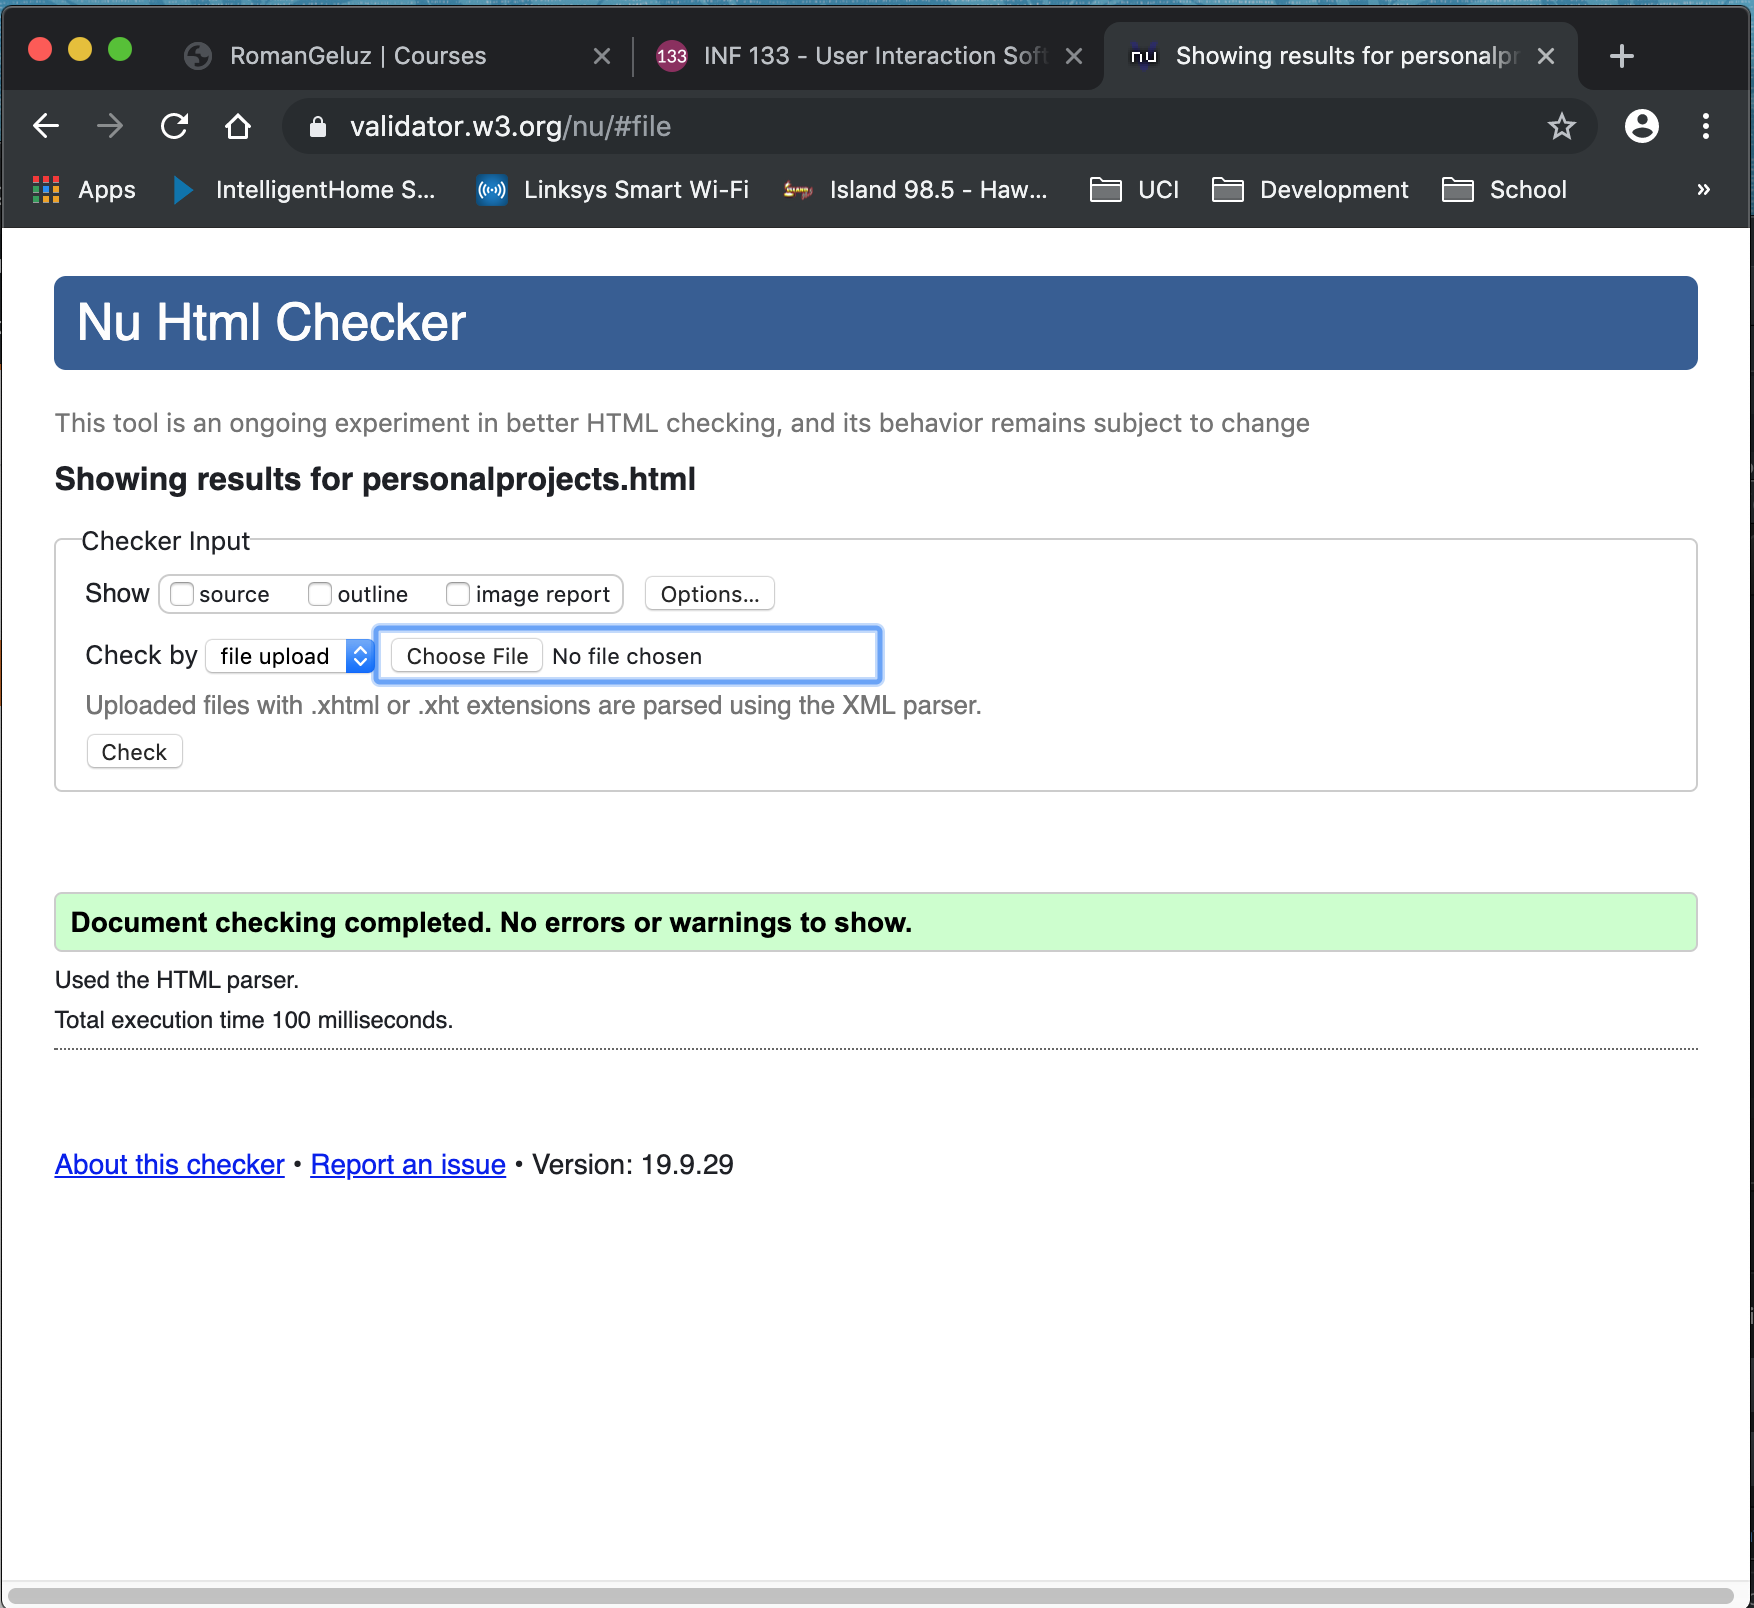 RomanGeluz | Courses
133 INF 133 - User Interaction Soft
nu Showing results for personalpr
validator.w3.org/nu/#file
Apps IntelligentHome S... Linksys Smart Wi-Fi Island 98.5 - Haw... UCI Development School »
Nu Html Checker
This tool is an ongoing experiment in better HTML checking, and its behavior remains subject to change
Showing results for personalprojects.html
Checker Input
Show source outline image report Options...
Check by file upload Choose File No file chosen
Uploaded files with .xhtml or .xht extensions are parsed using the XML parser.
Check
Document checking completed. No errors or warnings to show.
Used the HTML parser.
Total execution time 100 milliseconds.
About this checker • Report an issue • Version: 19.9.29